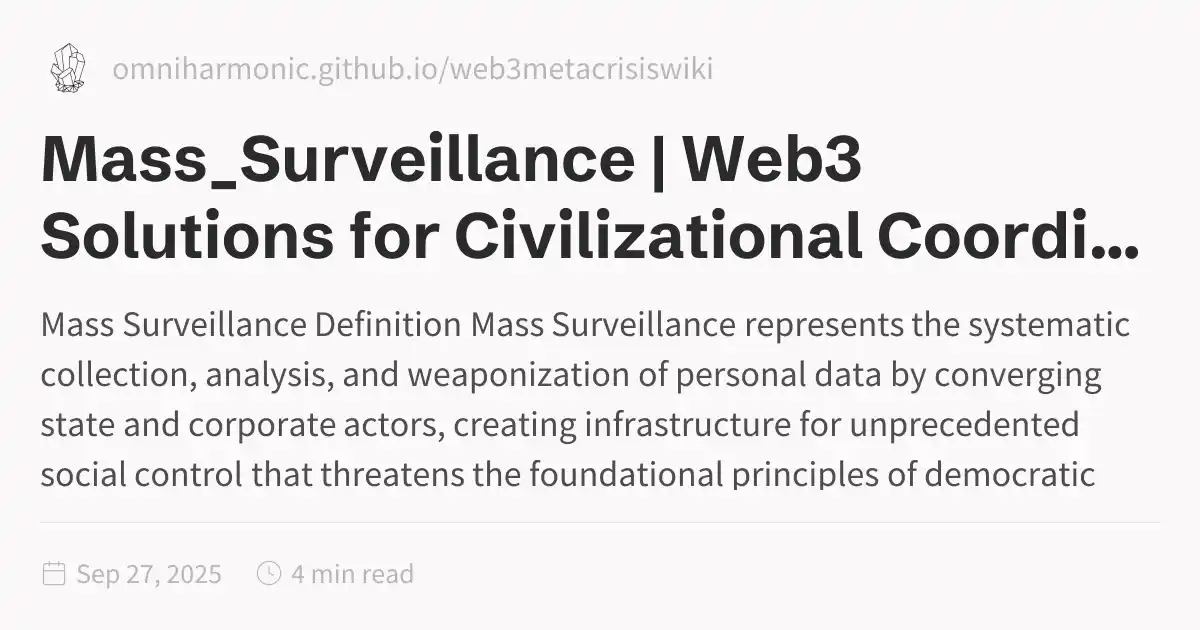 omniharmonic.github.io/web3metacrisiswiki
Mass_Surveillance | Web3
Solutions for Civilizational Coordi...
Mass Surveillance Definition Mass Surveillance represents the systematic
collection, analysis, and weaponization of personal data by converging
state and corporate actors, creating infrastructure for unprecedented
social control that threatens the foundational principles of democratic
Sep 27, 2025
4 min read